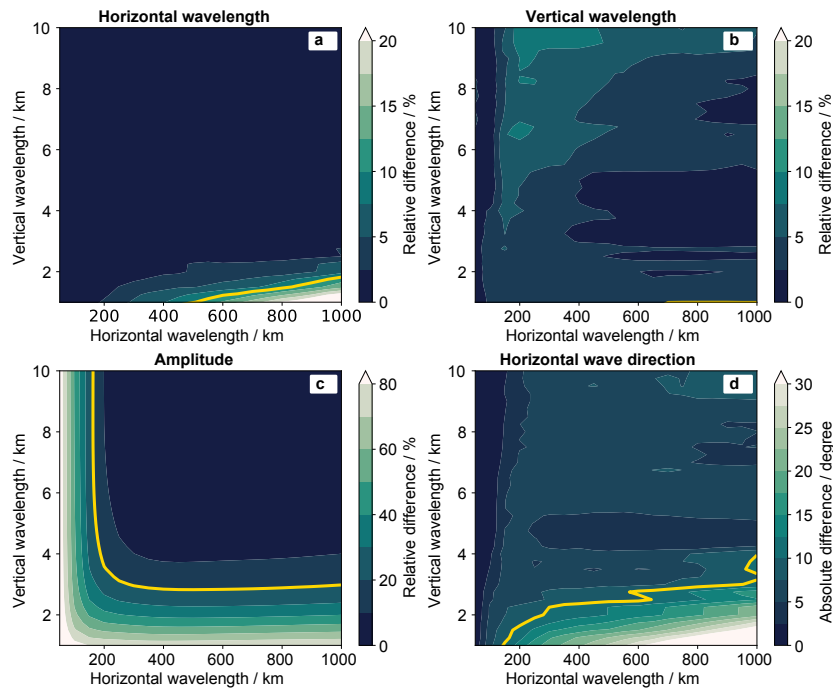 Horizontal wavelength
a
10
8
6
4
2
Vertical wavelength / km
200 400 600 800 1000
Horizontal wavelength / km
20
15
10
5
0
Relative difference / %
Vertical wavelength
b
10
8
6
4
2
Vertical wavelength / km
200 400 600 800 1000
Horizontal wavelength / km
20
15
10
5
0
Relative difference / %
Amplitude
c
10
8
6
4
2
Vertical wavelength / km
200 400 600 800 1000
Horizontal wavelength / km
80
60
40
20
0
Relative difference / %
Horizontal wave direction
d
10
8
6
4
2
Vertical wavelength / km
200 400 600 800 1000
Horizontal wavelength / km
30
25
20
15
10
5
0
Absolute difference / degree